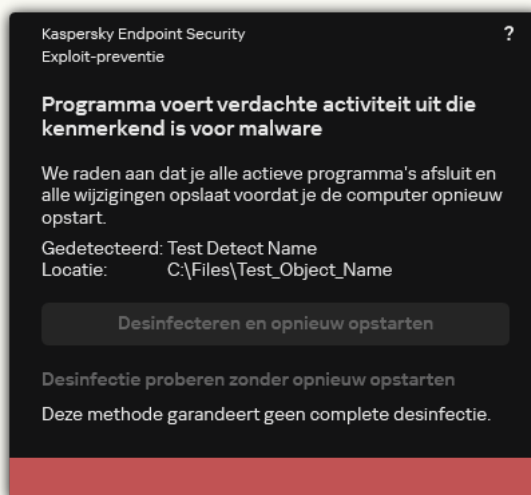 Kaspersky Endpoint Security
?
Exploit-preventie
Programma voert verdachte activiteit uit die
kenmerkend is voor malware
We raden aan dat je alle actieve programma's afsluit en
alle wijzigingen opslaat voordat je de computer opnieuw
opstart.
Gedetecteerd: Test Detect Name
Locatie: C:\Files\Test_Object_Name
Desinfecteren en opnieuw opstarten
Desinfectie proberen zonder opnieuw opstarten
Deze methode garandeert geen complete desinfectie.